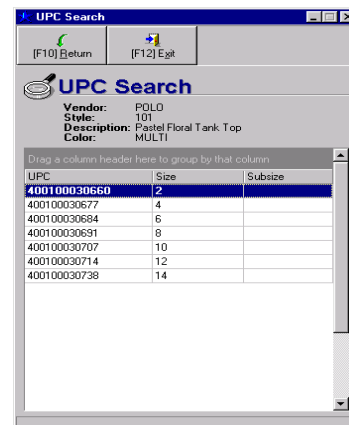 UPC Search
[F10] Return [F12] Exit
UPC Search
Vendor: POLO
Style: 101
Description: Pastel Floral Tank Top
Color: MULTI
Drag a column header here to group by that column
UPC Size Subsize
400100030660 2
400100030677 4
400100030684 6
400100030691 8
400100030707 10
400100030714 12
400100030738 14